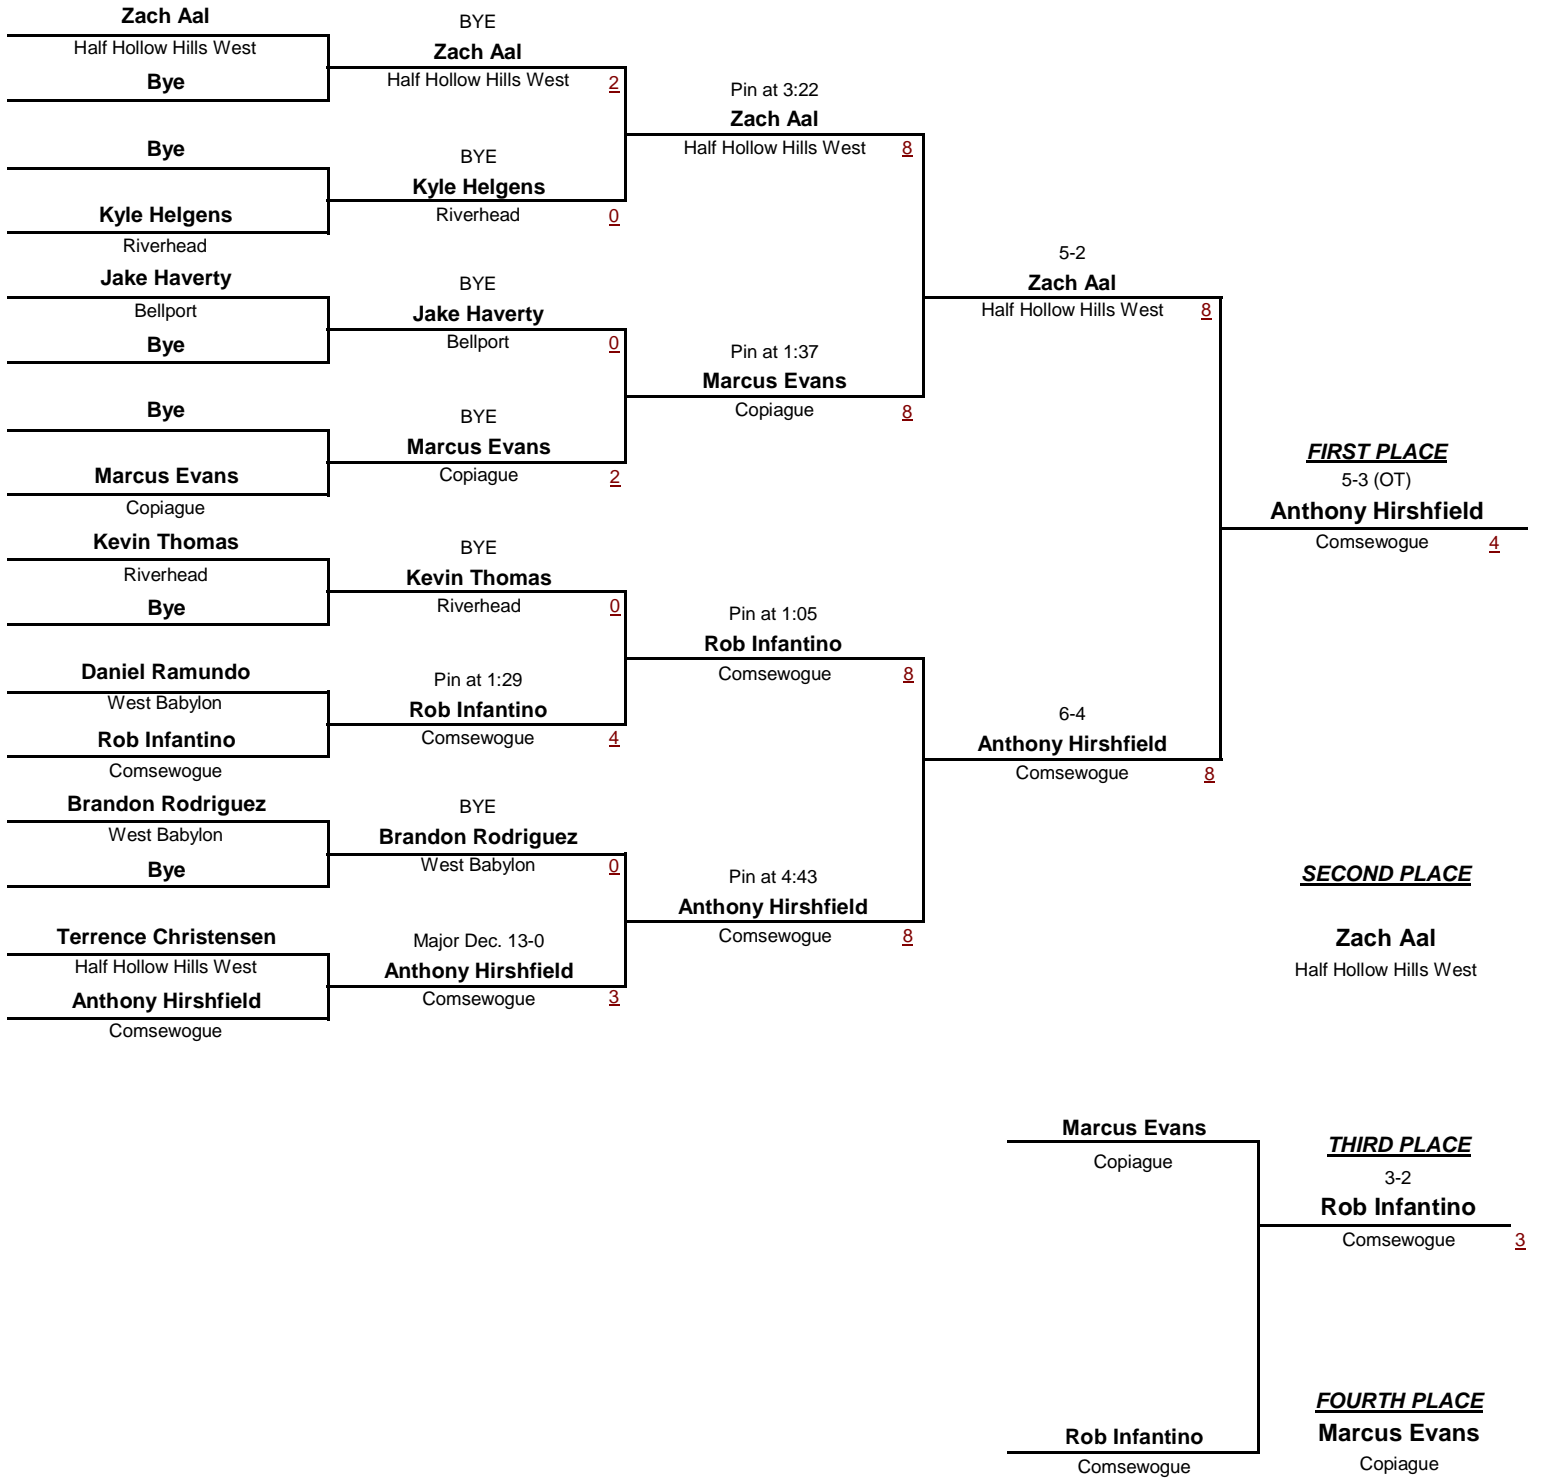 Zach Aal
Half Hollow Hills West
Bye
Bye
Kyle Helgens
Riverhead
Jake Haverty
Bellport
Bye
Bye
Marcus Evans
Copiague
Kevin Thomas
Riverhead
Bye
Daniel Ramundo
West Babylon
Rob Infantino
Comsewogue
Brandon Rodriguez
West Babylon
Bye
Terrence Christensen
Half Hollow Hills West
Anthony Hirshfield
Comsewogue
BYE
Zach Aal
Half Hollow Hills West 2
BYE
Kyle Helgens
Riverhead 0
BYE
Jake Haverty
Bellport 0
BYE
Marcus Evans
Copiague 2
BYE
Kevin Thomas
Riverhead 0
Pin at 1:29
Rob Infantino
Comsewogue 4
BYE
Brandon Rodriguez
West Babylon 0
Major Dec. 13-0
Anthony Hirshfield
Comsewogue 3
Pin at 3:22
Zach Aal
Half Hollow Hills West 8
Pin at 1:37
Marcus Evans
Copiague 8
Pin at 1:05
Rob Infantino
Comsewogue 8
Pin at 4:43
Anthony Hirshfield
Comsewogue 8
5-2
Zach Aal
Half Hollow Hills West 8
6-4
Anthony Hirshfield
Comsewogue 8
FIRST PLACE
5-3 (OT)
Anthony Hirshfield
Comsewogue 4
SECOND PLACE
Zach Aal
Half Hollow Hills West
Marcus Evans
Copiague
Rob Infantino
Comsewogue
THIRD PLACE
3-2
Rob Infantino
Comsewogue 3
FOURTH PLACE
Marcus Evans
Copiague